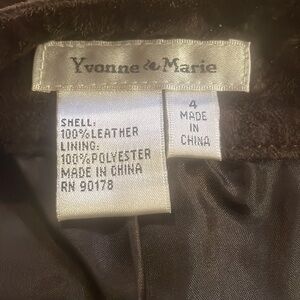 Yvonne & Marie
SHELL:
100%LEATHER
LINING:
100%POLYESTER
MADE IN CHINA
RN 90178
4
MADE
IN
CHINA